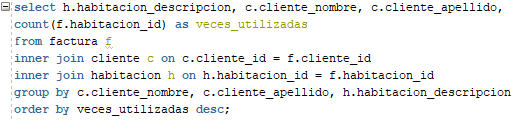 select h.habitacion_descripcion, c.cliente_nombre, c.cliente_apellido,
count(f.habitacion_id) as veces_utilizadas
from factura f
inner join cliente c on c.cliente_id = f.cliente_id
inner join habitacion h on h.habitacion_id = f.habitacion_id
group by c.cliente_nombre, c.cliente_apellido, h.habitacion_descripcion
order by veces_utilizadas desc;